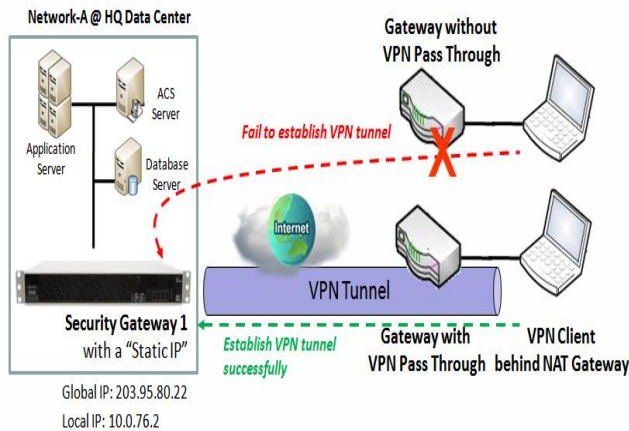 Network-A @ HQ Data Center
Application
Server
ACS
Server
Database
Server
Gateway without
VPN Pass Through
Fail to establish VPN tunnel
X
Internet
VPN Tunnel
Security Gateway 1
with a “Static IP”
Global IP: 203.95.80.22
Local IP: 10.0.76.2
Establish VPN tunnel
successfully
Gateway with
VPN Pass Through
VPN Client
behind NAT Gateway